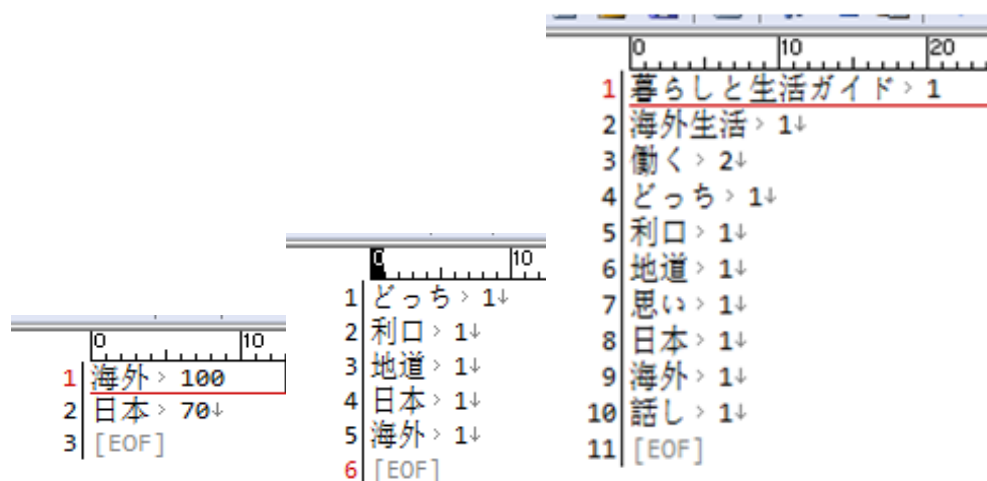 0 10
1 海外> 100
2 日本> 70↓
3 [EOF]
0 10
1 どっち> 1↓
2 利口> 1↓
3 地道> 1↓
4 日本> 1↓
5 海外> 1↓
6 [EOF]
0 10 20
1 暮らしと生活ガイド> 1
2 海外生活> 1↓
3 働く> 2↓
4 どっち> 1↓
5 利口> 1↓
6 地道> 1↓
7 思い> 1↓
8 日本> 1↓
9 海外> 1↓
10 話し> 1↓
11 [EOF]